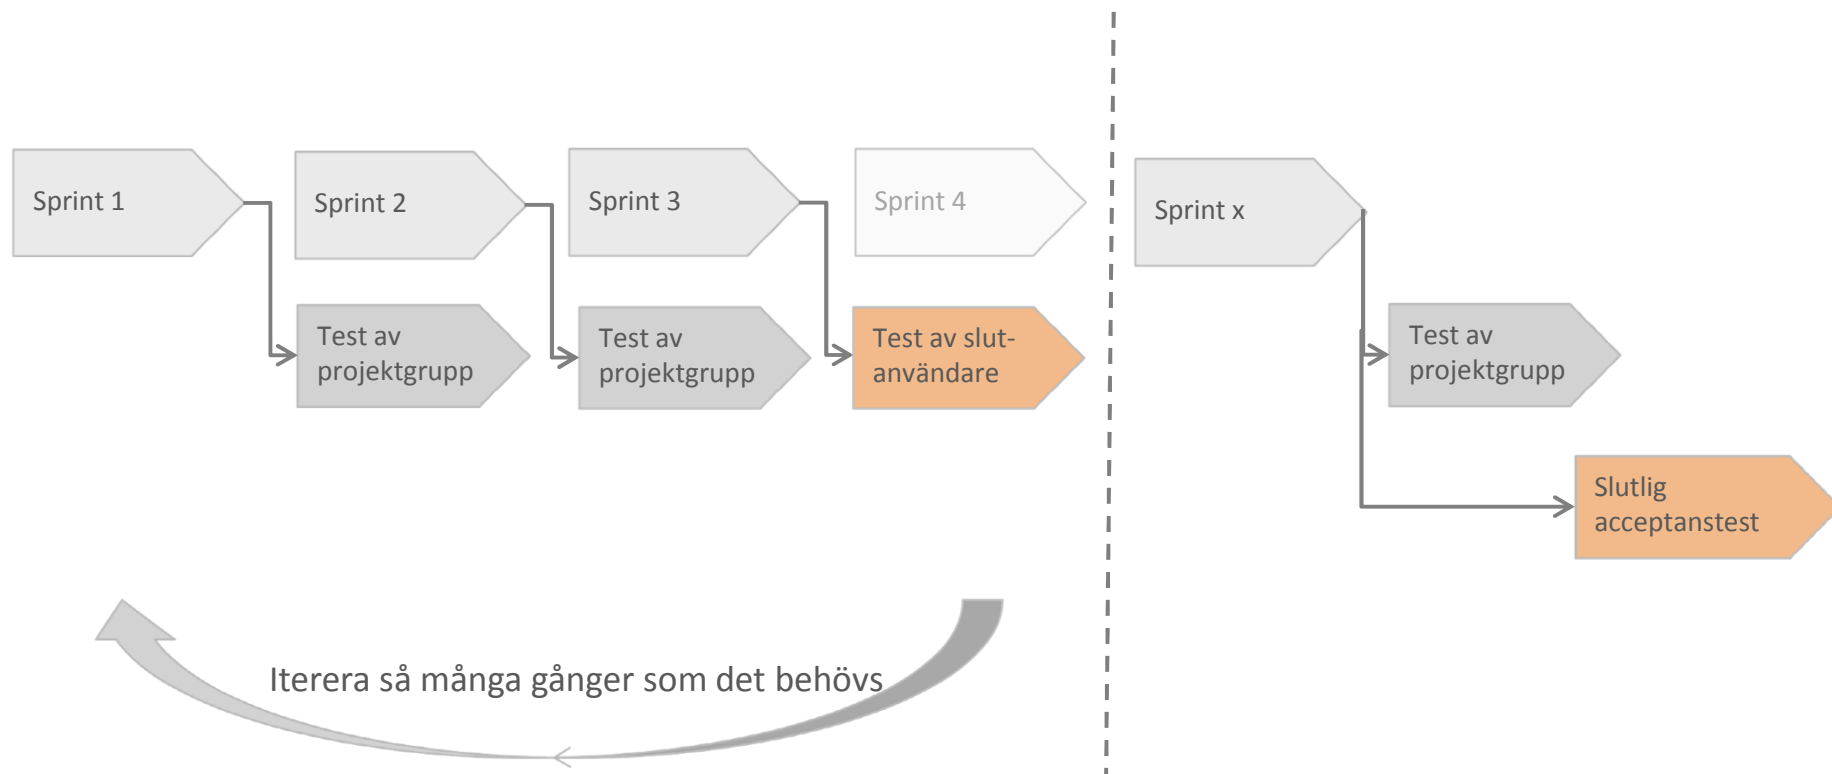 Sprint 1
Sprint 2
Sprint 3
Sprint 4
Sprint x
Test av
projektgrupp
Test av
projektgrupp
Test av slut-
användare
Test av
projektgrupp
Slutlig
acceptanstest
Iterera så många gånger som det behövs